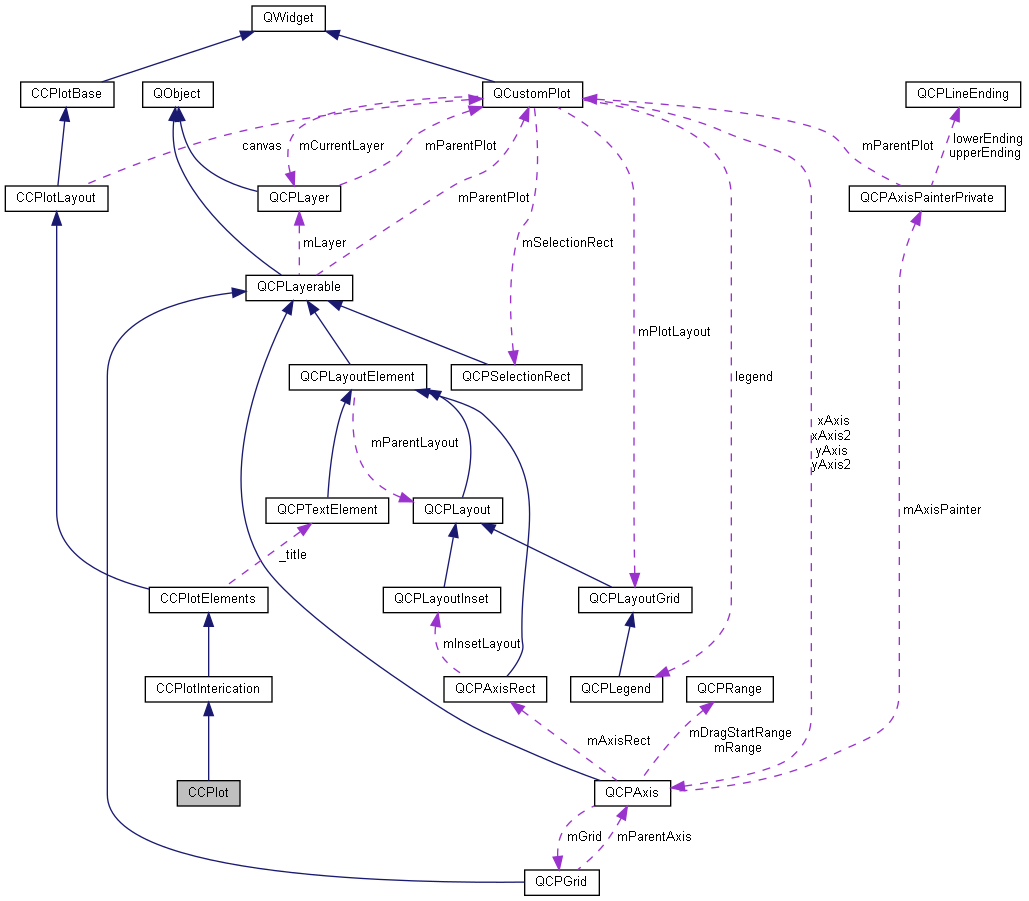 QWidget
CCPlotBase
QObject
QCustomPlot
QCPLineEnding
canvas
mCurrentLayer
mParentPlot
mParentPlot
lowerEnding
upperEnding
CCPlotLayout
QCPLayer
mParentPlot
QCPAxisPainterPrivate
mLayer
mSelectionRect
QCPLayerable
mPlotLayout
QCPLayoutElement
QCPSelectionRect
legend
xAxis
xAxis2
yAxis
yAxis2
mParentLayout
QCPTextElement
QCPLayout
mAxisPainter
_title
CCPlotElements
QCPLayoutInset
QCPLayoutGrid
mInsetLayout
CCPlotInterication
QCPAxisRect
QCPLegend
QCPRange
mAxisRect
mDragStartRange
mRange
CCPlot
QCPAxis
mGrid
mParentAxis
QCPGrid